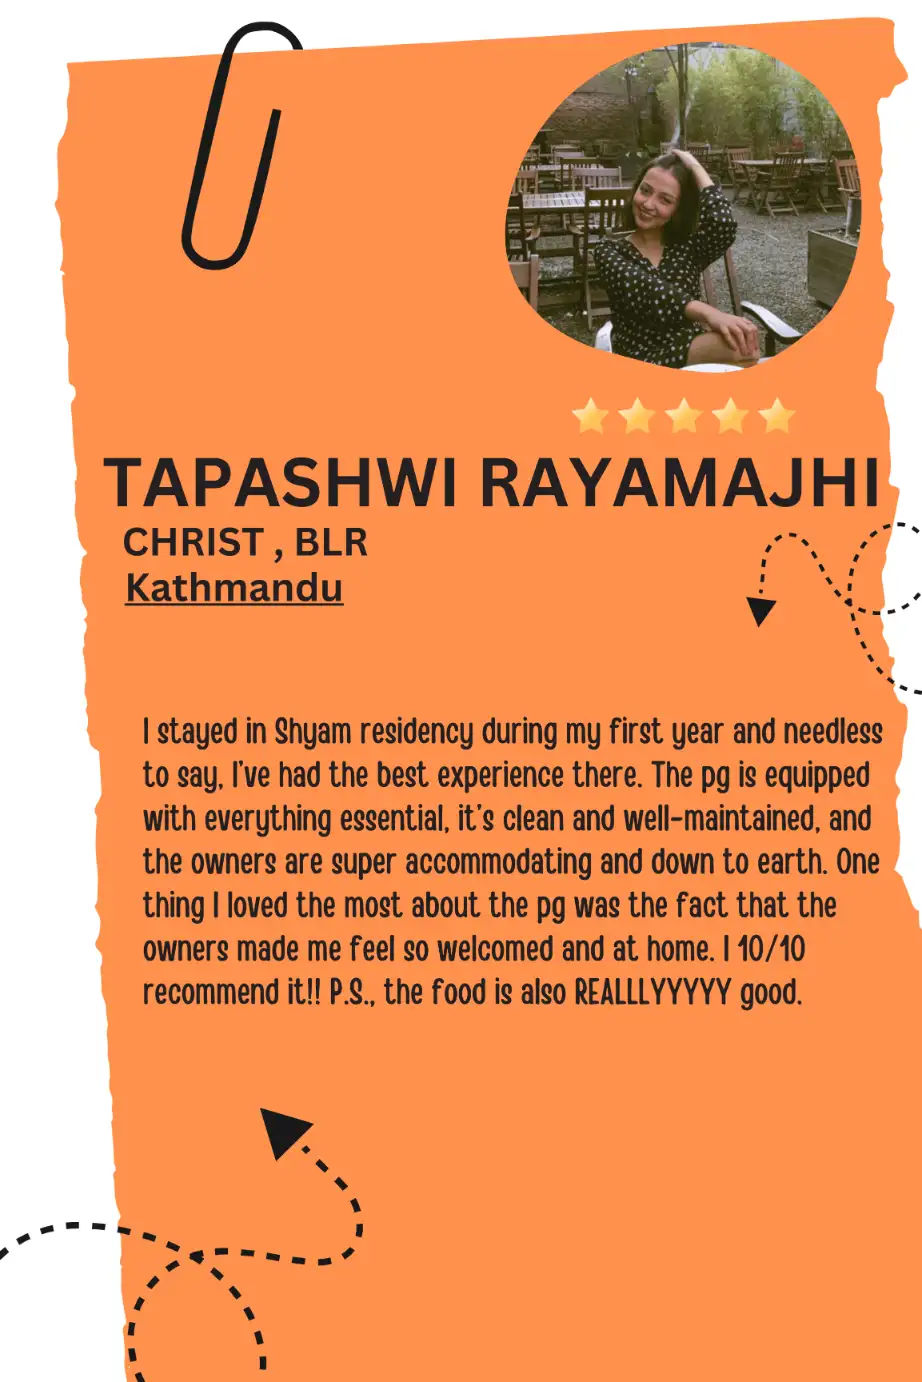 TAPASHWI RAYAMAJHI
CHRIST , BLR
Kathmandu
I stayed in Shyam residency during my first year and needless
to say, I've had the best experience there. The pg is equipped
with everything essential, it's clean and well-maintained, and
the owners are super accommodating and down to earth. One
thing I loved the most about the pg was the fact that the
owners made me feel so welcomed and at home. I 10/10
recommend it!! P.S., the food is also REALLLYYYYY good.